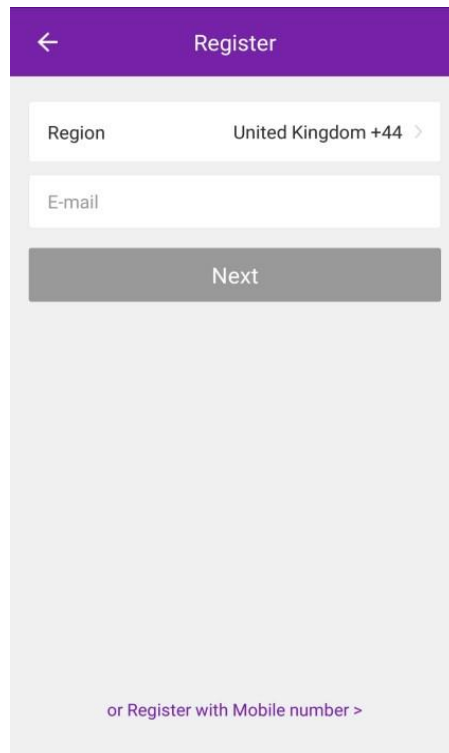 Register
Region United Kingdom +44 >
E-mail
Next
or Register with Mobile number >